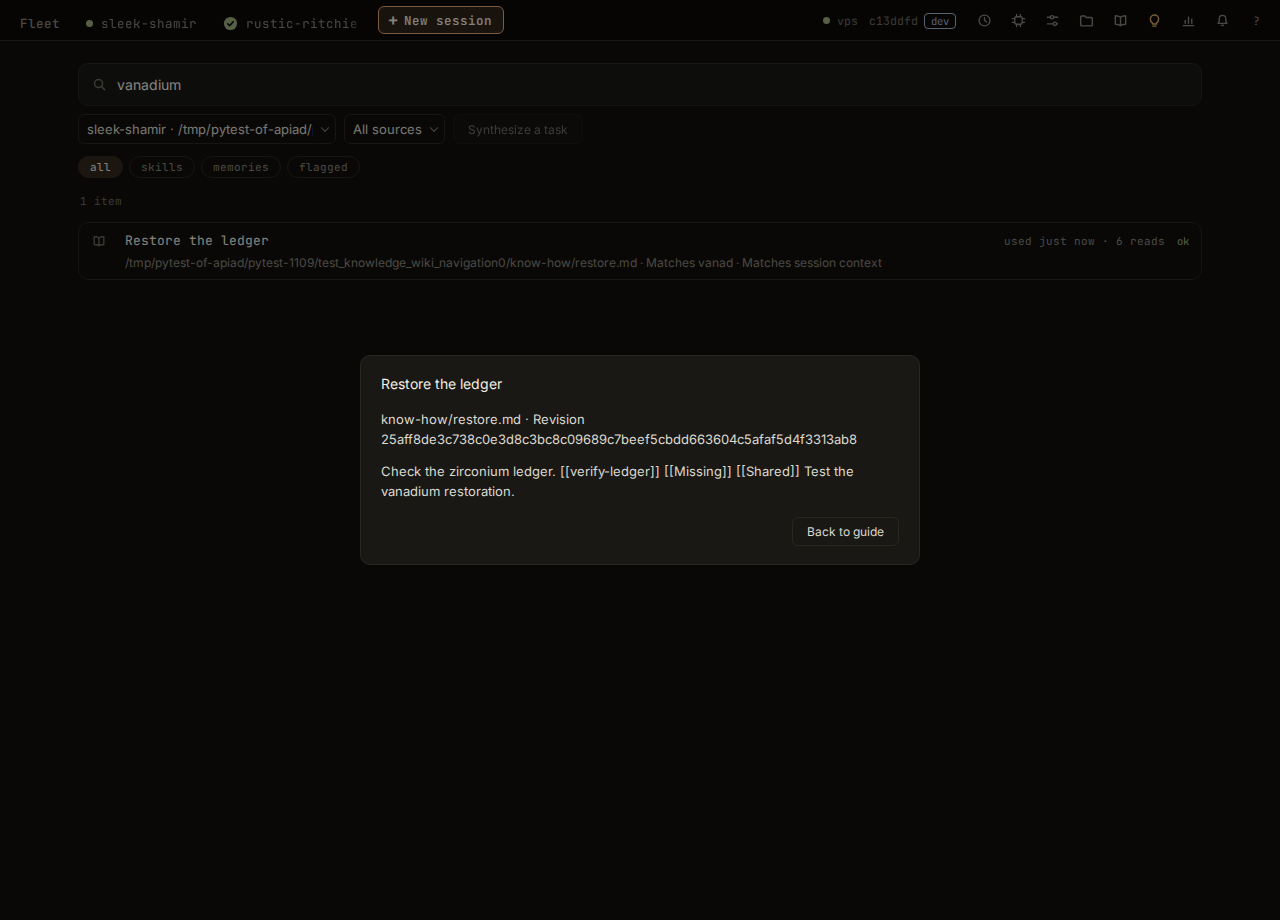 Fleet sleek-shamir rustic-ritchie + New session vps c13ddfd dev ?
vanadium
sleek-shamir · /tmp/pytest-of-apiad/ All sources Synthesize a task
all skills memories flagged
1 item
Restore the ledger used just now · 6 reads ok
/tmp/pytest-of-apiad/pytest-1109/test_knowledge_wiki_navigation0/know-how/restore.md · Matches vanad · Matches session context
Restore the ledger
know-how/restore.md · Revision
25aff8de3c738c0e3d8c3bc8c09689c7beef5cbdd663604c5afaf5d4f3313ab8
Check the zirconium ledger. [[verify-ledger]] [[Missing]] [[Shared]] Test the
vanadium restoration.
Back to guide